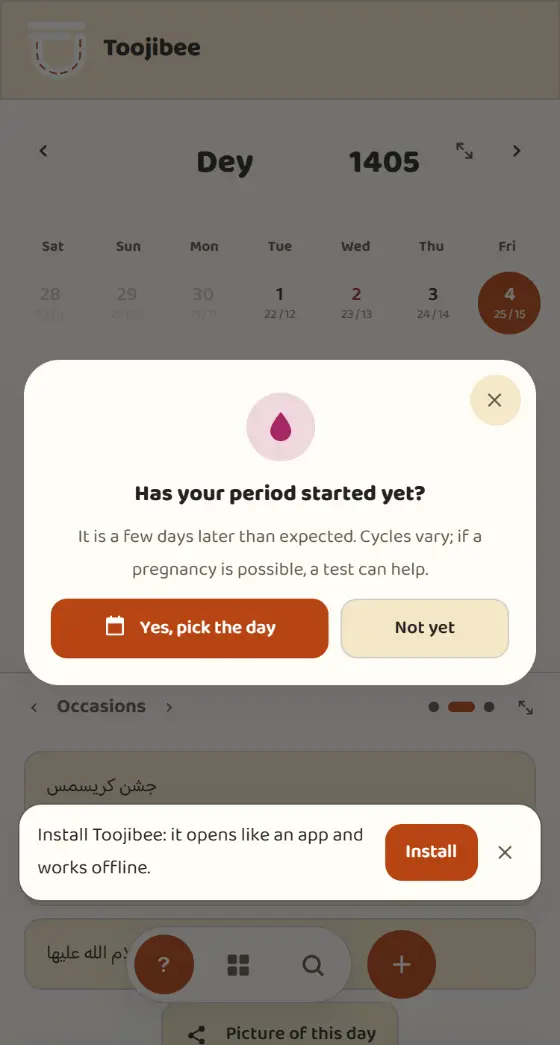 Toojibee
Dey 1405
Sat Sun Mon Tue Wed Thu Fri
28 29 30 1 2 3 4
22 / 12 23 / 13 24 / 14 25 / 15
Has your period started yet?
It is a few days later than expected. Cycles vary; if a
pregnancy is possible, a test can help.
Yes, pick the day Not yet
Occasions
جشن کریسمس
Install Toojibee: it opens like an app and
works offline.
Install
الله علیها
?
Picture of this day